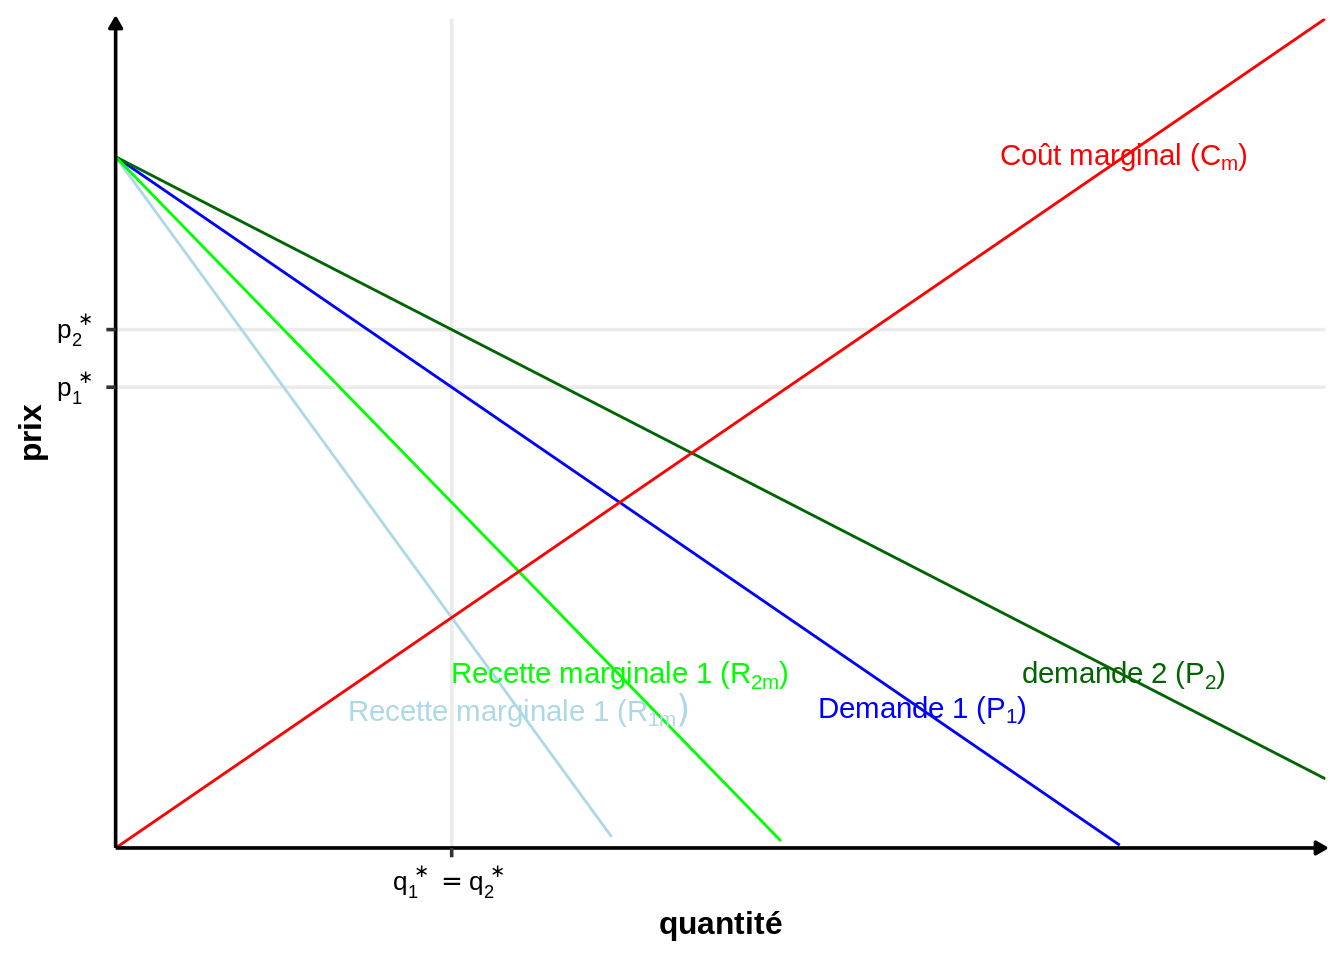 Coût marginal (Cₘ)
p₂*
p₁*
prix
Recette marginale 1 (R₂ₘ)
demande 2 (P₂)
Recette marginale 1 (R₁ₘ)
Demande 1 (P₁)
q₁* = q₂*
quantité